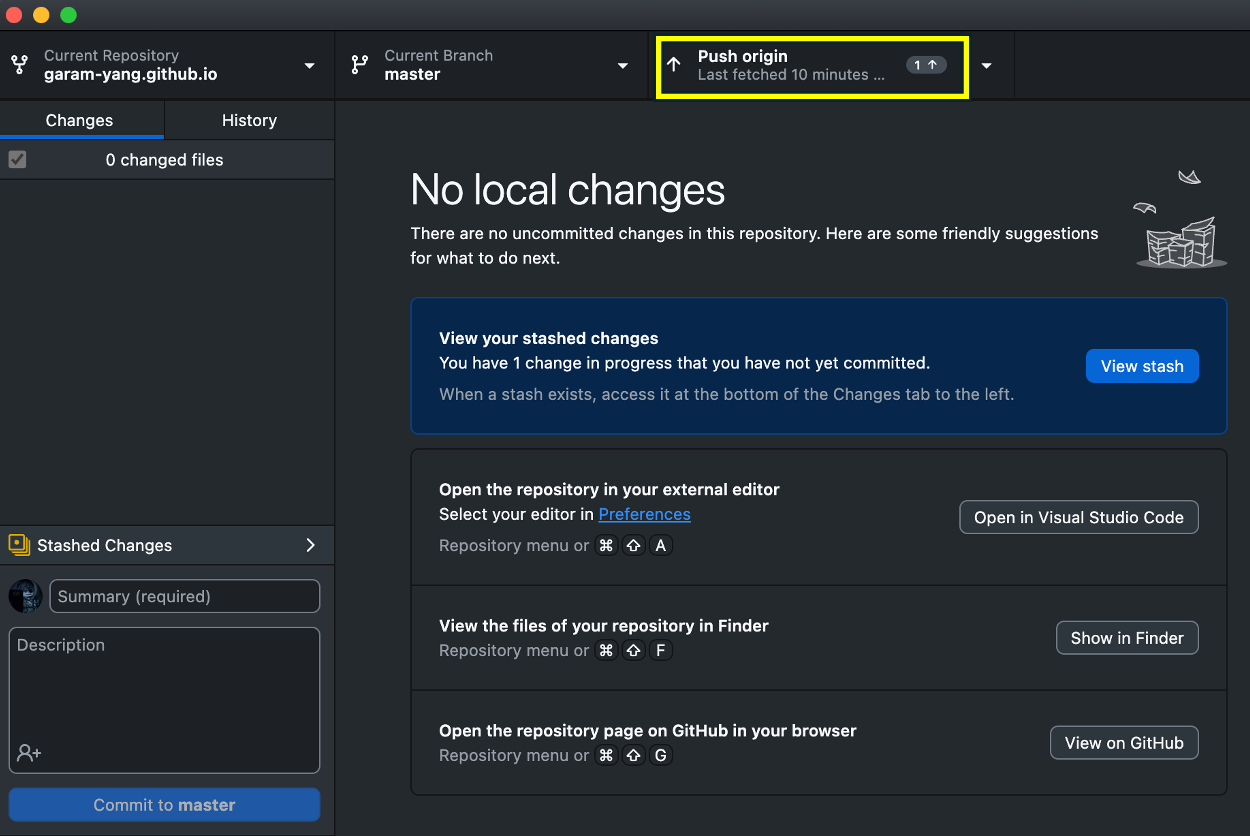 Current Repository
garam-yang.github.io
Current Branch
master
Push origin
Last fetched 10 minutes ...
1
Changes
History
0 changed files
No local changes
There are no uncommitted changes in this repository. Here are some friendly suggestions
for what to do next.
View your stashed changes
You have 1 change in progress that you have not yet committed.
When a stash exists, access it at the bottom of the Changes tab to the left.
View stash
Open the repository in your external editor
Select your editor in Preferences
Repository menu or ⌘ ⇧ A
Open in Visual Studio Code
View the files of your repository in Finder
Repository menu or ⌘ ⇧ F
Show in Finder
Open the repository page on GitHub in your browser
Repository menu or ⌘ ⇧ G
View on GitHub
Stashed Changes
Summary (required)
Description
Commit to master